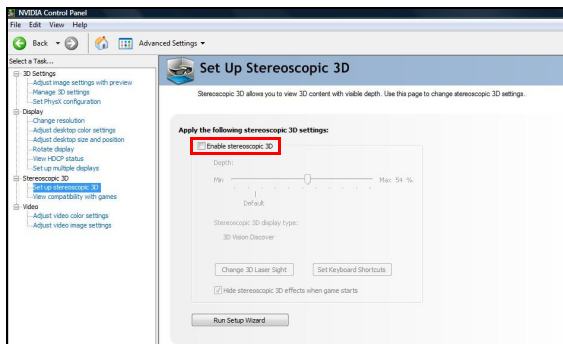 NVIDIA Control Panel
File Edit View Help
Back Advanced Settings
Select a Task...
3D Settings
Adjust image settings with preview
Manage 3D settings
Set PhysX configuration
Display
Change resolution
Adjust desktop color settings
Adjust desktop size and position
Rotate display
View HDCP status
Set up multiple displays
Stereoscopic 3D
Set up stereoscopic 3D
View compatibility with games
Video
Adjust video color settings
Adjust video image settings
Set Up Stereoscopic 3D
Stereoscopic 3D allows you to view 3D content with visible depth. Use this page to change stereoscopic 3D settings.
Apply the following stereoscopic 3D settings:
Enable stereoscopic 3D
Depth:
Min Max: 54 %
Default
Stereoscopic 3D display type:
3D Vision Discover
Change 3D Laser Sight Set Keyboard Shortcuts
Hide stereoscopic 3D effects when game starts
Run Setup Wizard